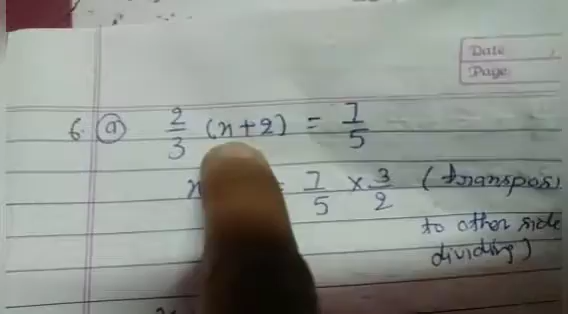 Date
Page
6. (a) 2/3 (x+2) = 7/5
x = 7/5 × 3/2 (transpos
to other side
dividing)